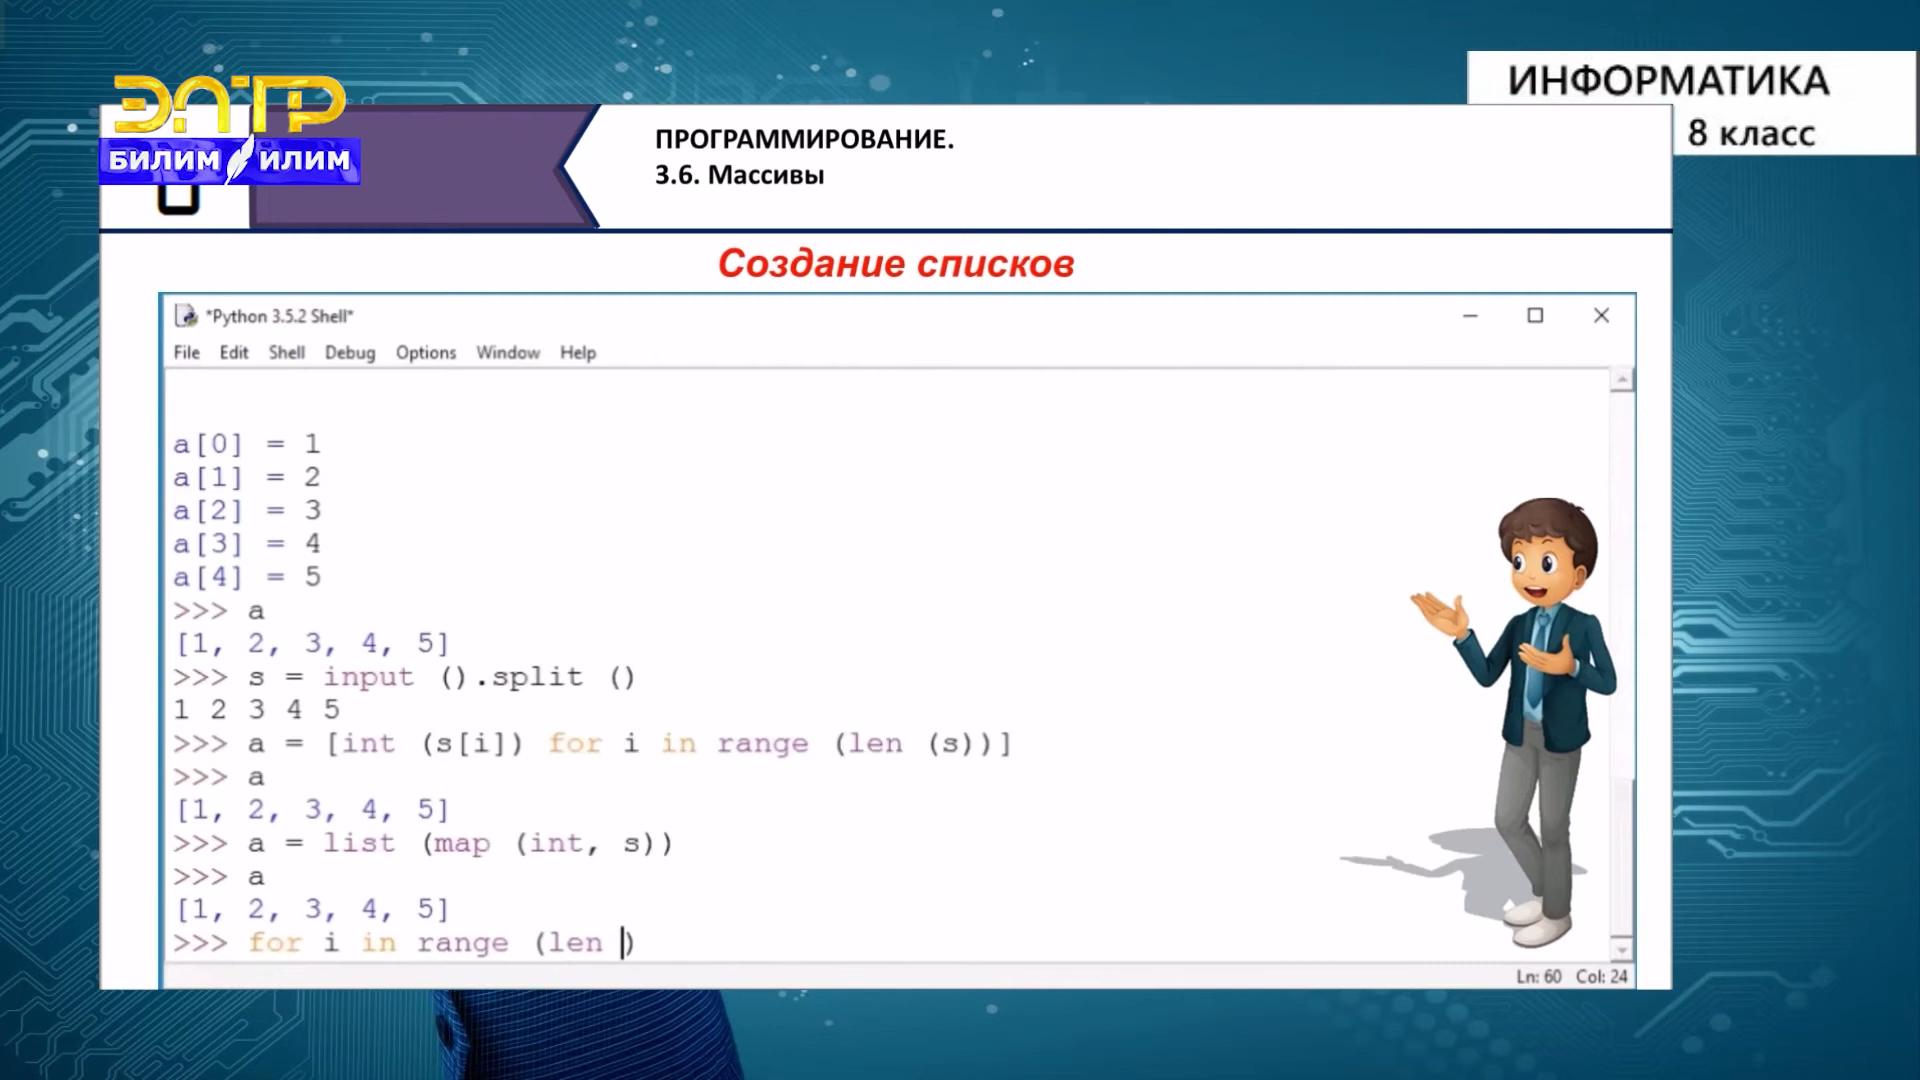 ЭЛТР
БИЛИМ ИЛИМ
ИНФОРМАТИКА
8 класс
ПРОГРАММИРОВАНИЕ.
3.6. Массивы
Создание списков
*Python 3.5.2 Shell*
File Edit Shell Debug Options Window Help
a[0] = 1
a[1] = 2
a[2] = 3
a[3] = 4
a[4] = 5
>>> a
[1, 2, 3, 4, 5]
>>> s = input ().split ()
1 2 3 4 5
>>> a = [int (s[i]) for i in range (len (s))]
>>> a
[1, 2, 3, 4, 5]
>>> a = list (map (int, s))
>>> a
[1, 2, 3, 4, 5]
>>> for i in range (len )
Ln: 60 Col: 24